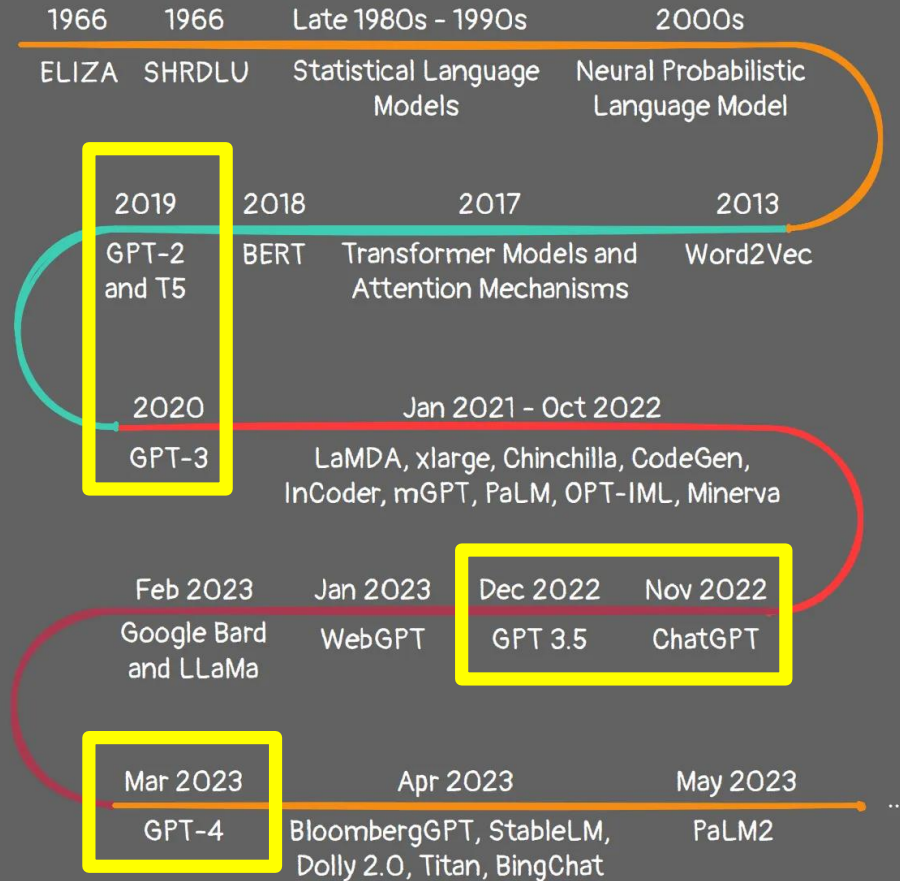 1966 1966 Late 1980s - 1990s 2000s
ELIZA SHRDLU Statistical Language Neural Probabilistic
Models Language Model
2019 2018 2017 2013
GPT-2 BERT Transformer Models and Word2Vec
and T5 Attention Mechanisms
2020 Jan 2021 - Oct 2022
GPT-3 LaMDA, xlarge, Chinchilla, CodeGen,
InCoder, mGPT, PaLM, OPT-IML, Minerva
Feb 2023 Jan 2023 Dec 2022 Nov 2022
Google Bard WebGPT GPT 3.5 ChatGPT
and LLaMa
Mar 2023 Apr 2023 May 2023 ...
GPT-4 BloombergGPT, StableLM, PaLM2
Dolly 2.0, Titan, BingChat